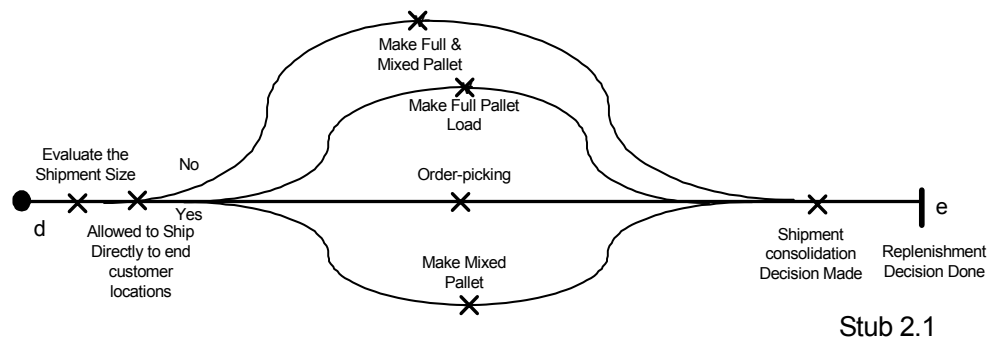 Make Full &
Mixed Pallet
Make Full Pallet
Load
Evaluate the
Shipment Size
No
Order-picking
d
Yes
e
Allowed to Ship
Directly to end
customer
locations
Shipment
consolidation
Decision Made
Replenishment
Decision Done
Make Mixed
Pallet
Stub 2.1